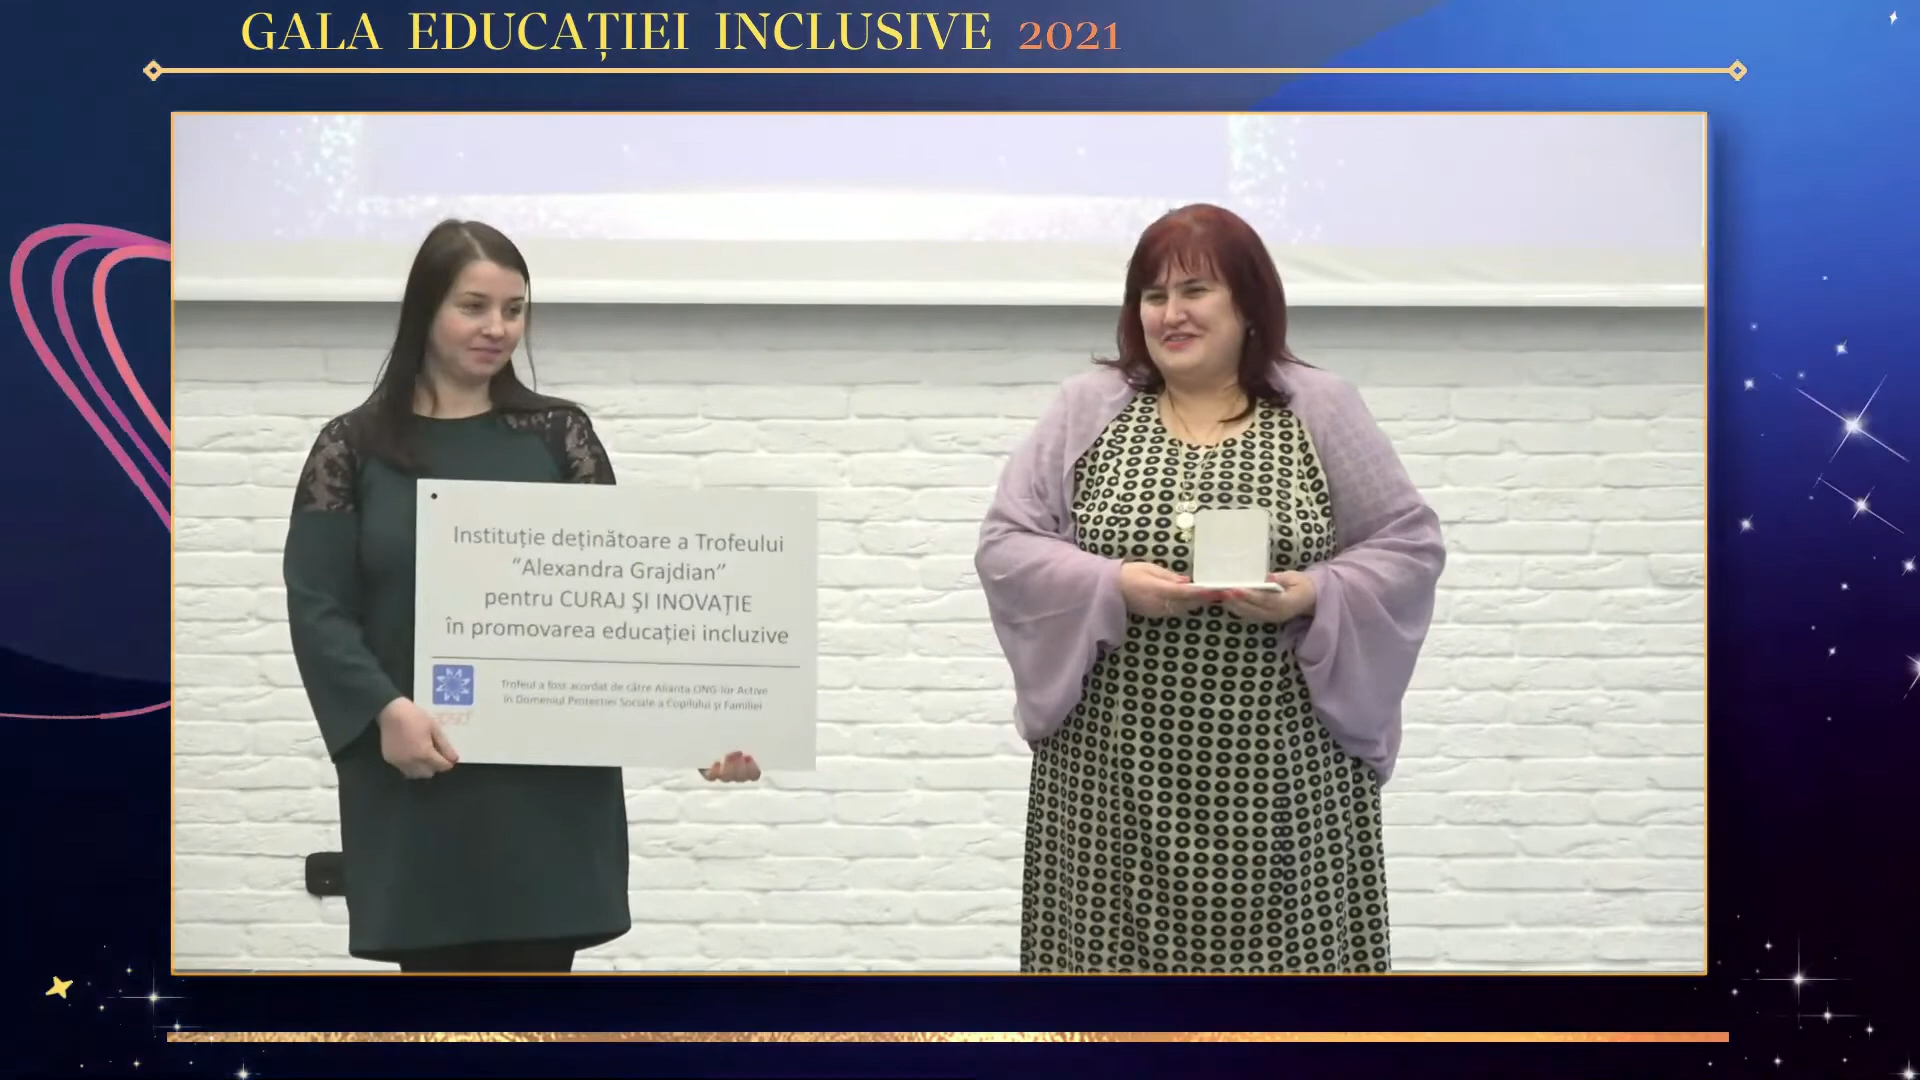 GALA EDUCAȚIEI INCLUSIVE 2021
Instituție deținătoare a Trofeului
"Alexandra Grajdian"
pentru CURAJ ȘI INOVAȚIE
în promovarea educației incluzive
Trofeul a fost acordat de către Alianța ONG-lor Active
în Domeniul Protecției Sociale a Copilului și Familiei